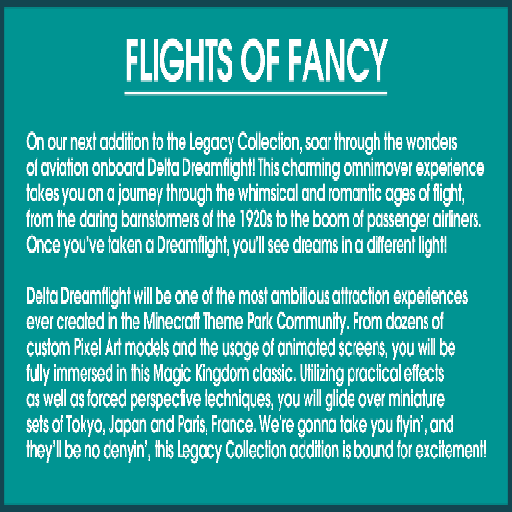 FLIGHTS OF FANCY
On our next addition to the Legacy Collection, soar through the wonders
of aviation onboard Delta Dreamflight! This charming omnimover experience
takes you on a journey through the whimsical and romantic ages of flight,
from the daring barnstormers of the 1920s to the boom of passenger airliners.
Once you've taken a Dreamflight, you'll see dreams in a different light!
Delta Dreamflight will be one of the most ambitious attraction experiences
ever created in the Minecraft Theme Park Community. From dozens of
custom Pixel Art models and the usage of animated screens, you will be
fully immersed in this Magic Kingdom classic. Utilizing practical effects
as well as forced perspective techniques, you will glide over miniature
sets of Tokyo, Japan and Paris, France. We're gonna take you flyin', and
they'll be no denyin', this Legacy Collection addition is bound for excitement!